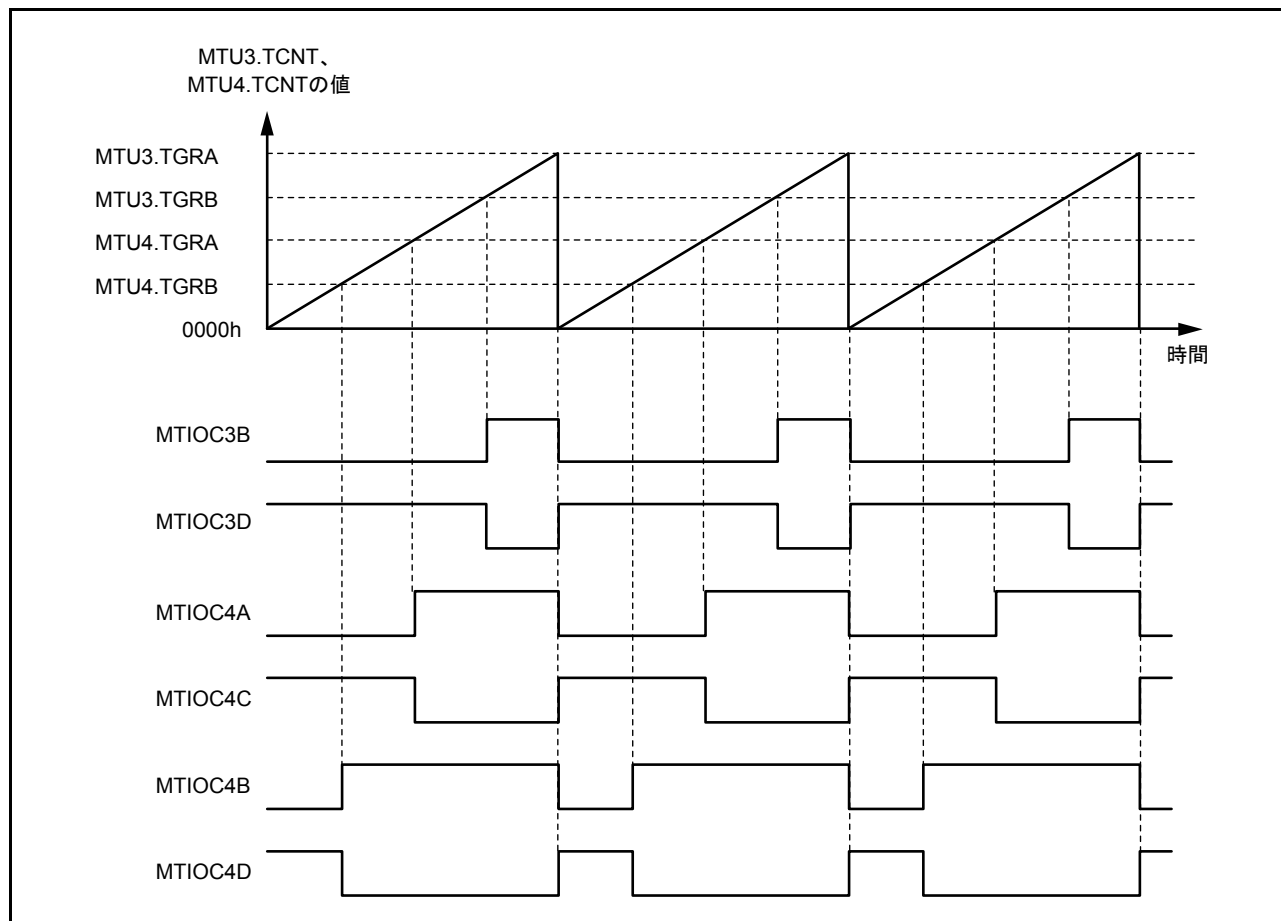 MTU3.TCNT、
MTU4.TCNTの値
MTU3.TGRA
MTU3.TGRB
MTU4.TGRA
MTU4.TGRB
0000h
時間
MTIOC3B
MTIOC3D
MTIOC4A
MTIOC4C
MTIOC4B
MTIOC4D